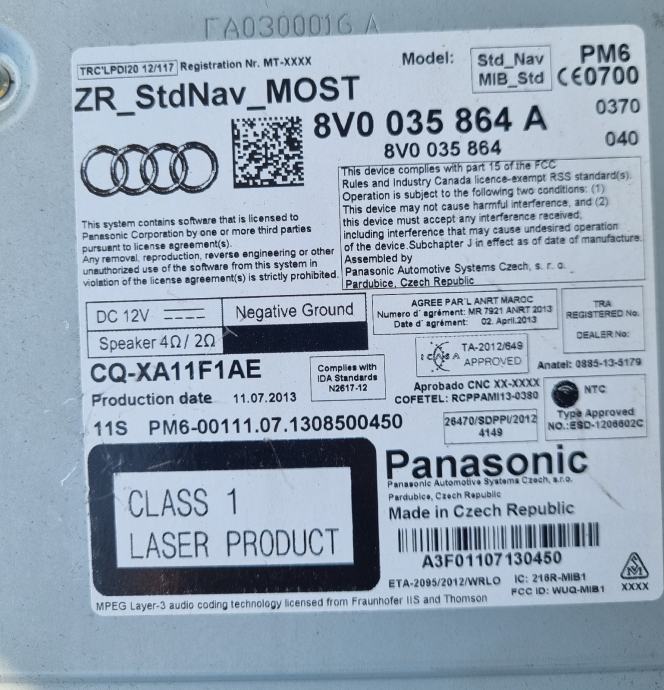 FA0300016 A
TRC'LPDI20 12/117 Registration Nr. MT-XXXX
Model: Std_Nav
MIB_Std
PM6
CE0700
ZR_StdNav_MOST
8V0 035 864 A
8V0 035 864
0370
040
This device complies with part 15 of the FCC
Rules and Industry Canada licence-exempt RSS standard(s).
Operation is subject to the following two conditions: (1)
This device may not cause harmful interference, and (2)
this device must accept any interference received,
including interference that may cause undesired operation
of the device.Subchapter J in effect as of date of manufacture.
Assembled by
Panasonic Automotive Systems Czech, s. r. o.
Pardubice, Czech Republic
This system contains software that is licensed to
Panasonic Corporation by one or more third parties
pursuant to license agreement(s).
Any removal, reproduction, reverse engineering or other
unauthorized use of the software from this system in
violation of the license agreement(s) is strictly prohibited.
DC 12V
Negative Ground
Speaker 4Ω/ 2Ω
AGREE PAR'L ANRT MAROC
Numero d´agrément: MR 7921 ANRT 2013
Date d´agrément: 02. April.2013
TRA
REGISTERED No:
DEALER No:
CQ-XA11F1AE
Production date 11.07.2013
Complies with
IDA Standards
N2617-12
ICASA
TA-2012/649
APPROVED
Anatel: 0885-13-5179
Aprobado CNC XX-XXXX
COFETEL: RCPPAMI13-0380
NTC
Type Approved
NO.:ESD-1206602C
11S PM6-00111.07.1308500450
26470/SDPPI/2012
4149
CLASS 1
LASER PRODUCT
Panasonic
Panasonic Automotive Systems Czech, s.r.o.
Pardubice, Czech Republic
Made in Czech Republic
A3F01107130450
ETA-2095/2012/WRLO
IC: 216R-MIB1
FCC ID: WUQ-MIB1
XXXX
MPEG Layer-3 audio coding technology licensed from Fraunhofer IIS and Thomson